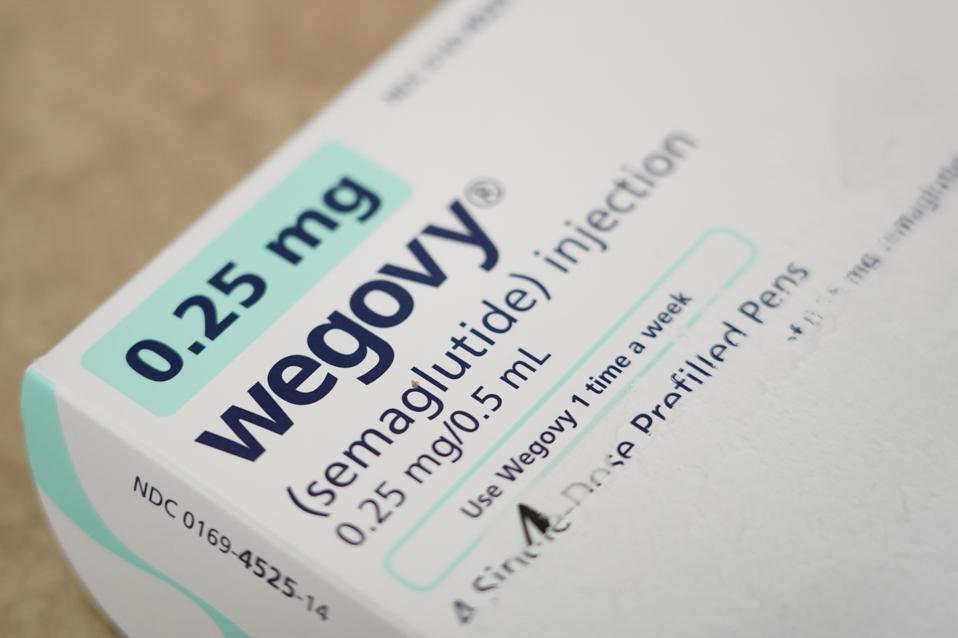 0.25 mg
wegovy®
(semaglutide) injection
0.25 mg/0.5 mL
Use Wegovy 1 time a week
4 Prefilled Pens
NDC 0169-4525-14